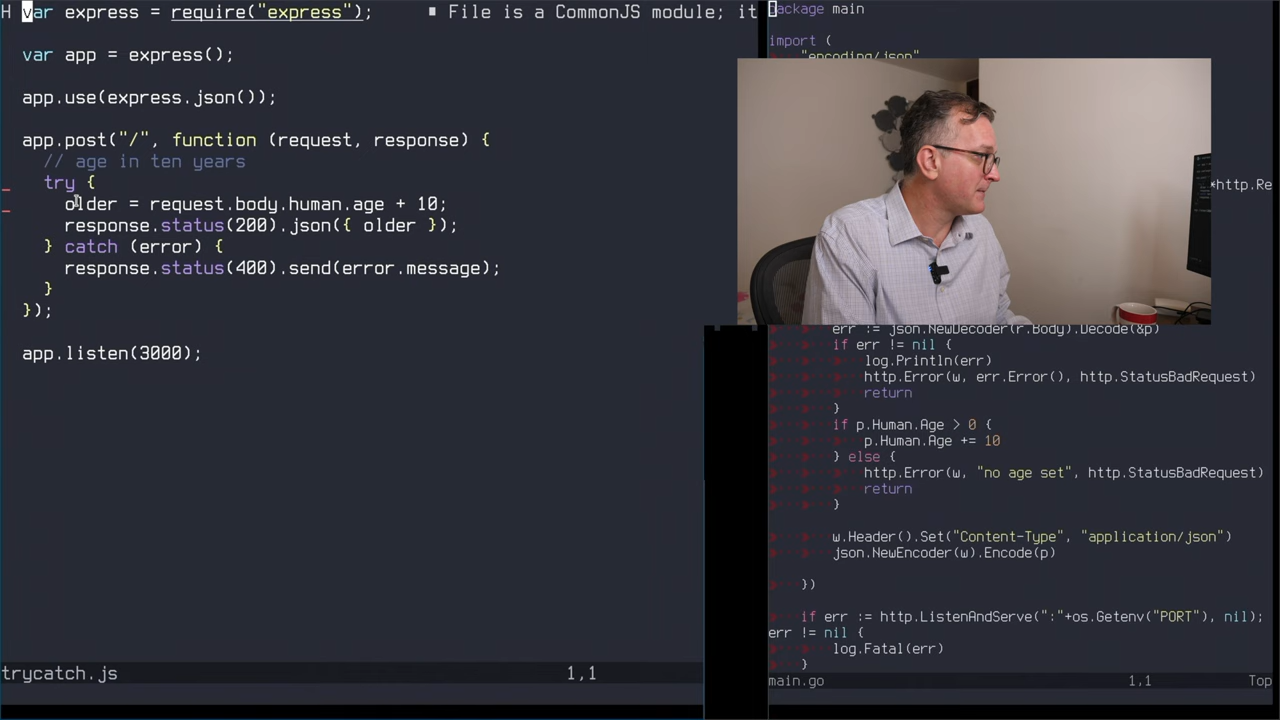 H var express = require("express"); ■ File is a CommonJS module; it
var app = express();
app.use(express.json());
app.post("/", function (request, response) {
// age in ten years
try {
older = request.body.human.age + 10;
response.status(200).json({ older });
} catch (error) {
response.status(400).send(error.message);
}
});
app.listen(3000);
trycatch.js 1,1
package main
import (
"encoding/json"
*http.Re
err := json.NewDecoder(r.Body).Decode(&p)
if err != nil {
log.Println(err)
http.Error(w, err.Error(), http.StatusBadRequest)
return
}
if p.Human.Age > 0 {
p.Human.Age += 10
} else {
http.Error(w, "no age set", http.StatusBadRequest)
return
}
w.Header().Set("Content-Type", "application/json")
json.NewEncoder(w).Encode(p)
})
if err := http.ListenAndServe(":"+os.Getenv("PORT"), nil);
err != nil {
log.Fatal(err)
}
main.go 1,1 Top